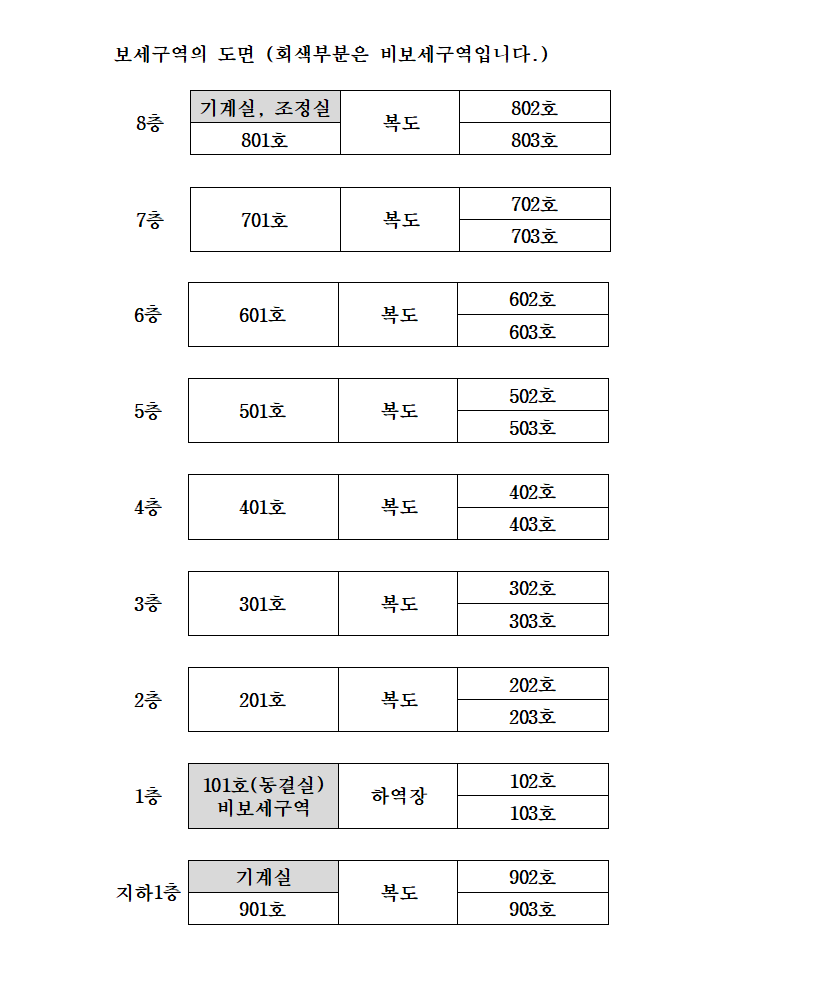 보세구역의 도면 (회색부분은 비보세구역입니다.)
8층
기계실, 조정실
801호
복도
802호
803호
7층
701호
복도
702호
703호
6층
601호
복도
602호
603호
5층
501호
복도
502호
503호
4층
401호
복도
402호
403호
3층
301호
복도
302호
303호
2층
201호
복도
202호
203호
1층
101호(동결실)
비보세구역
하역장
102호
103호
지하1층
기계실
901호
복도
902호
903호